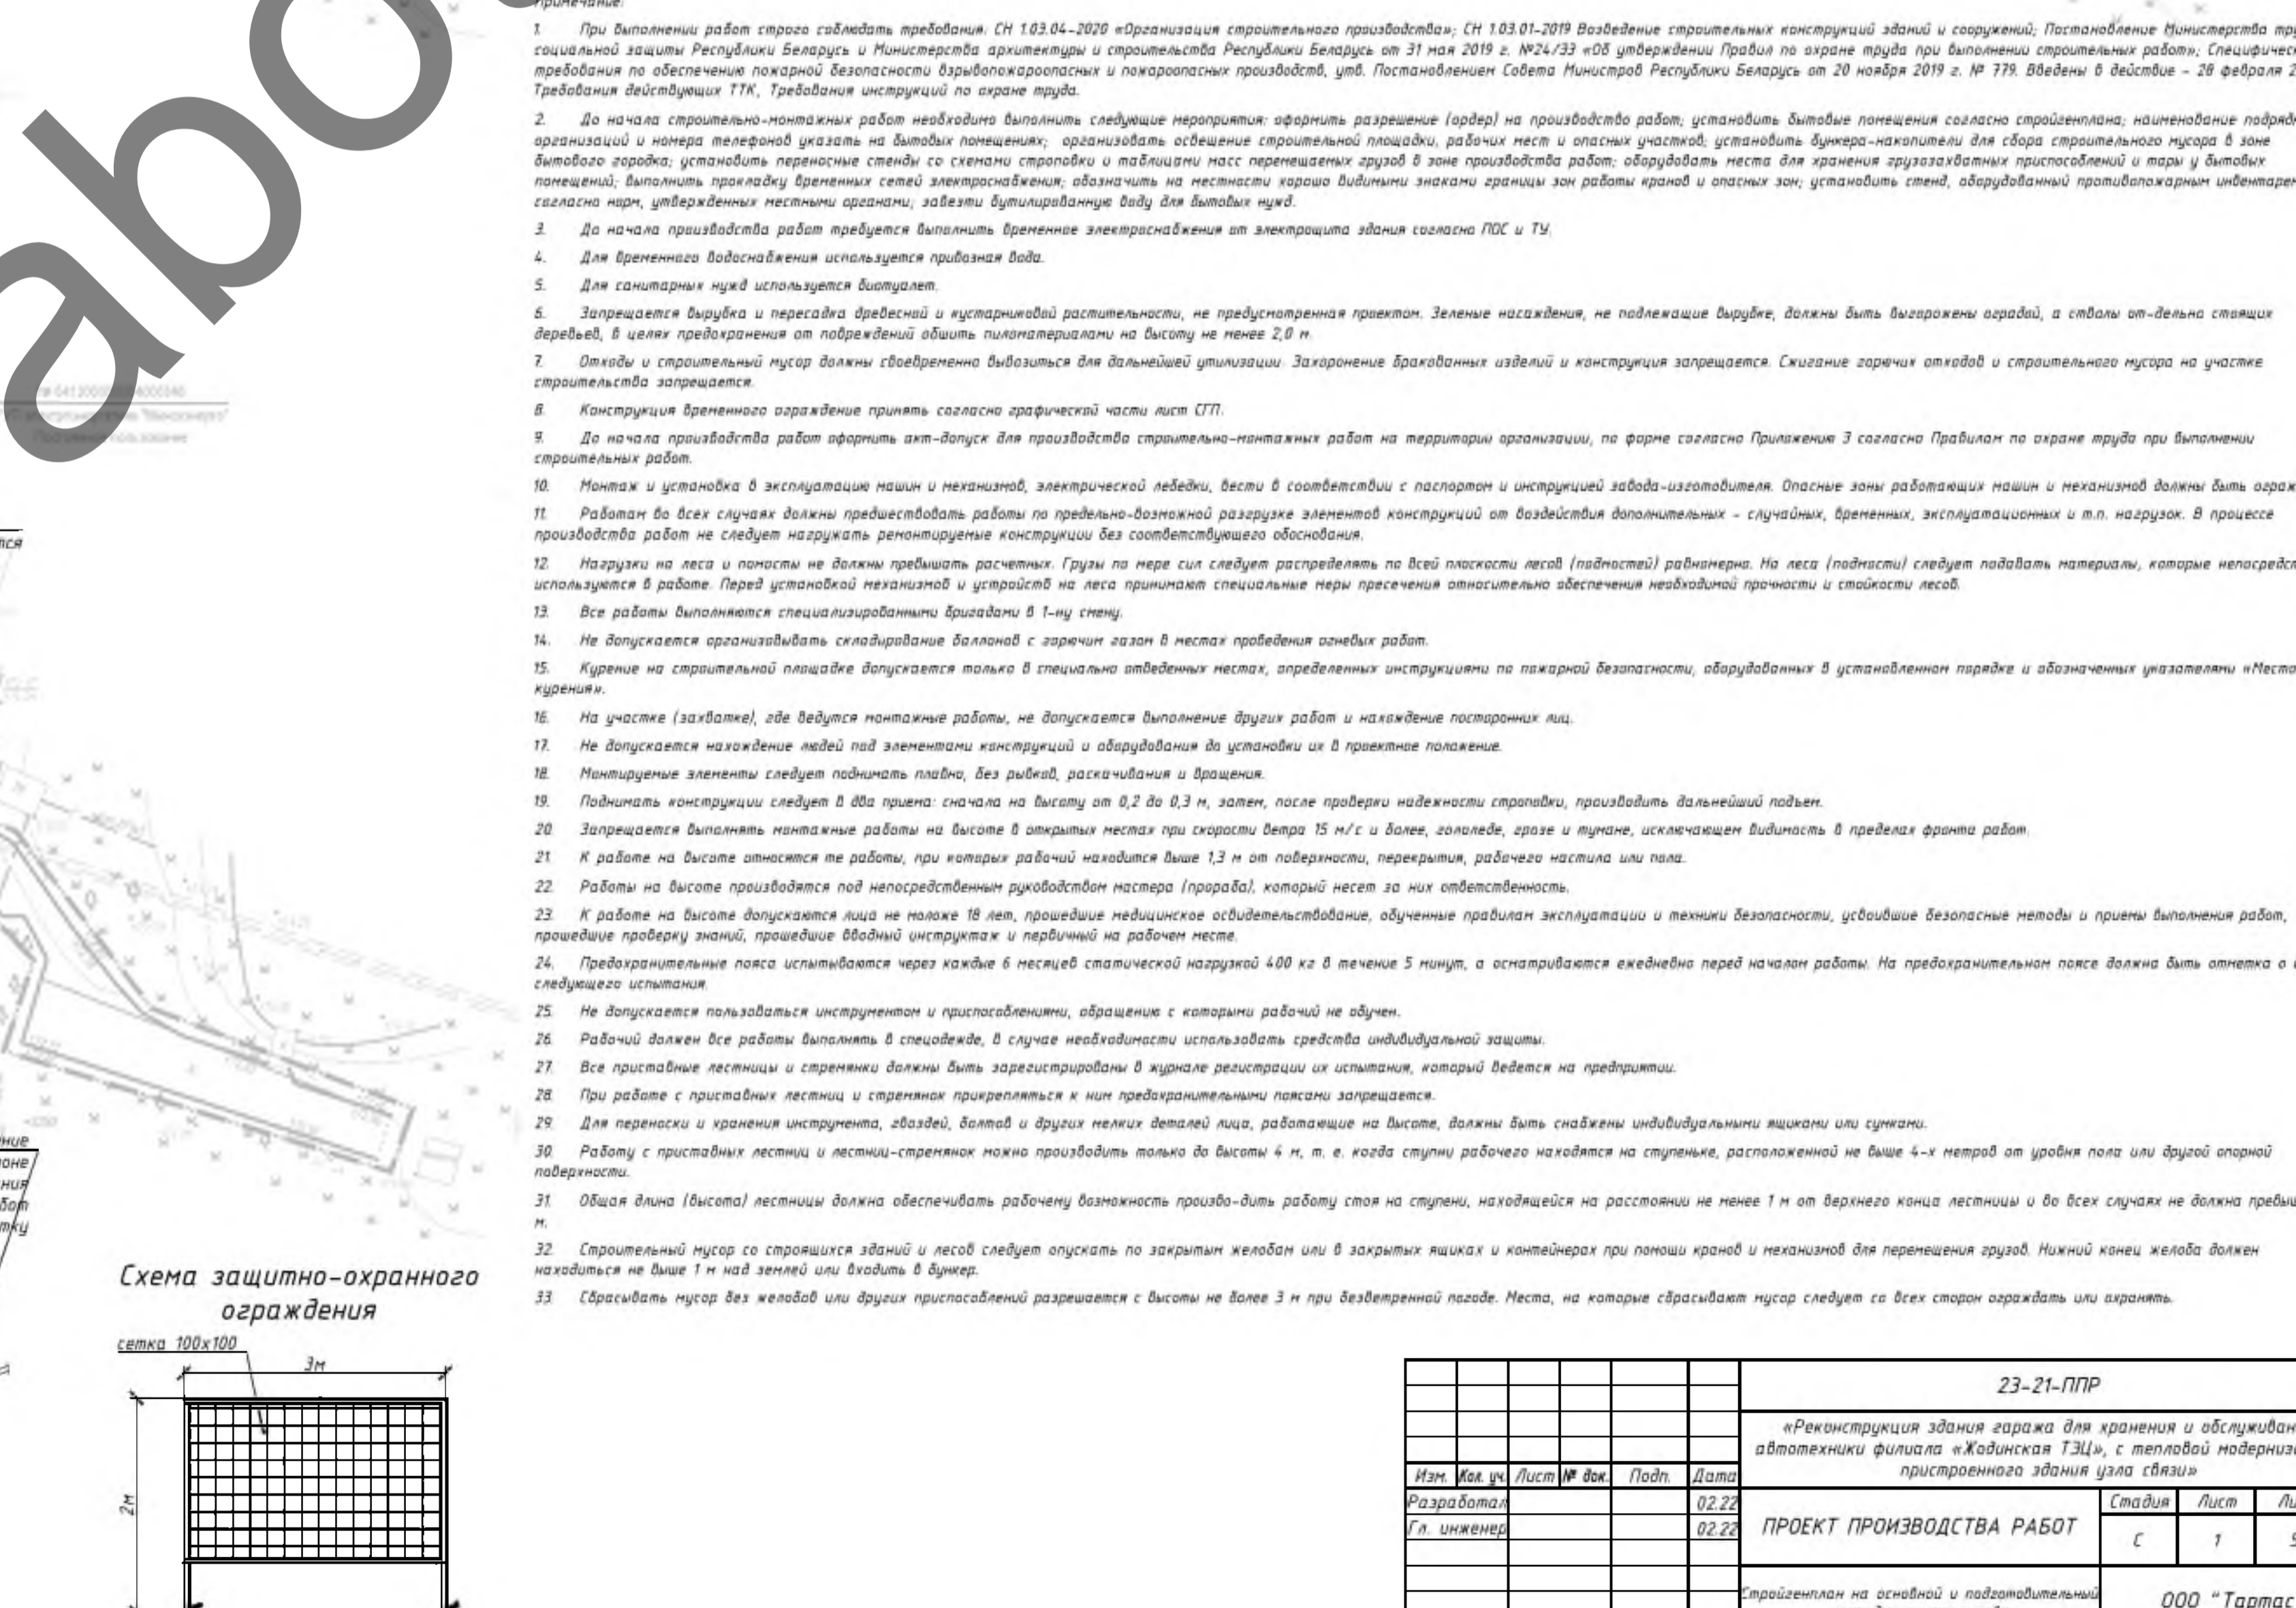 Примечание:
1. При выполнении работ строго соблюдать требования: СН 1.03.04-2020 «Организация строительного производства»; СН 1.03.01-2019 Возведение строительных конструкций зданий и сооружений; Постановление Министерства
социальной защиты Республики Беларусь и Министерства архитектуры и строительства Республики Беларусь от 31 мая 2019 г. №24/33 «Об утверждении Правил по охране труда при выполнении строительных работ»;
требования по обеспечению пожарной безопасности взрывопожароопасных и пожароопасных производств, утв. Постановлением Совета Министров Республики Беларусь от 20 ноября 2019 г. № 779. Введены в действие – 28 февраля
Требования действующих ТТК, Требования инструкций по охране труда.
2. До начала строительно-монтажных работ необходимо выполнить следующие мероприятия: оформить разрешение (ордер) на производство работ; установить бытовые помещения согласно стройгенплана; наименование
организаций и номера телефонов указать на бытовых помещениях; организовать освещение строительной площадки, рабочих мест и опасных участков; установить бункера-накопители для сбора строительного мусора в зоне
бытового городка; установить переносные стенды со схемами строповки и таблицами масс перемещаемых грузов в зоне производства работ; оборудовать места для хранения грузозахватных приспособлений и тары у бытовых
помещений; выполнить прокладку временных сетей электроснабжения; обозначить на местности хорошо видимыми знаками границы зон работы кранов и опасных зон; установить стенд, оборудованный противопожарным
согласно норм, утвержденных местными органами; завезти бутилированную воду для бытовых нужд.
3. До начала производства работ требуется выполнить временное электроснабжения от электрощита здания согласно ПОС и ТУ.
4. Для временного водоснабжения используется привозная вода.
5. Для санитарных нужд используется биотуалет.
6. Запрещается вырубка и пересадка древесной и кустарниковой растительности, не предусмотренная проектом. Зеленые насаждения, не подлежащие вырубке, должны быть выгорожены оградой, а стволы от-дельно стоящих
деревьев, в целях предохранения от повреждений обшить пиломатериалами на высоту не менее 2,0 м.
7. Отходы и строительный мусор должны своевременно вывозиться для дальнейшей утилизации. Захоронение бракованных изделий и конструкция запрещается. Сжигание горючих отходов и строительного мусора на участке
строительства запрещается.
8. Конструкция временного ограждение принять согласно графической части лист СГП.
9. До начала производства работ оформить акт-допуск для производства строительно-монтажных работ на территории организации, по форме согласно Приложения 3 согласно Правилам по охране труда при выполнении
строительных работ.
10. Монтаж и установка в эксплуатацию машин и механизмов, электрической лебедки, вести в соответствии с паспортом и инструкцией завода-изготовителя. Опасные зоны работающих машин и механизмов должны быть
11. Работам во всех случаях должны предшествовать работы по предельно-возможной разгрузке элементов конструкций от воздействия дополнительных – случайных, временных, эксплуатационных и т.п. нагрузок. В процессе
производства работ не следует нагружать ремонтируемые конструкции без соответствующего обоснования.
12. Нагрузки на леса и помосты не должны превышать расчетных. Грузы по мере сил следует распределять по всей плоскости лесов (подмостей) равномерно. На леса (подмости) следует подавать материалы, которые
используются в работе. Перед установкой механизмов и устройств на леса принимают специальные меры пресечения относительно обеспечения необходимой прочности и стойкости лесов.
13. Все работы выполняются специализированными бригадами в 1-ну смену.
14. Не допускается организовывать складирование баллонов с горючим газом в местах проведения огневых работ.
15. Курение на строительной площадке допускается только в специально отведенных местах, определенных инструкциями по пожарной безопасности, оборудованных в установленном порядке и обозначенных указателями «Место
курения».
16. На участке (захватке), где ведутся монтажные работы, не допускается выполнение других работ и нахождение посторонних лиц.
17. Не допускается нахождение людей под элементами конструкций и оборудования до установки их в проектное положение.
18. Монтируемые элементы следует поднимать плавно, без рывков, раскачивания и вращения.
19. Поднимать конструкции следует в два приема: сначала на высоту от 0,2 до 0,3 м, затем, после проверки надежности строповки, производить дальнейший подъем.
20. Запрещается выполнять монтажные работы на высоте в открытых местах при скорости ветра 15 м/с и более, гололеде, грозе и тумане, исключающем видимость в пределах фронта работ.
21. К работе на высоте относятся те работы, при которых рабочий находится выше 1,3 м от поверхности, перекрытия, рабочего настила или пола.
22. Работы на высоте производятся под непосредственным руководством мастера (прораба), который несет за них ответственность.
23. К работе на высоте допускаются лица не моложе 18 лет, прошедшие медицинское освидетельствование, обученные правилам эксплуатации и техники безопасности, усвоившие безопасные методы и приемы выполнения работ,
прошедшие проверку знаний, прошедшие вводный инструктаж и первичный на рабочем месте.
24. Предохранительные пояса испытываются через каждые 6 месяцев статической нагрузкой 400 кг в течение 5 минут, а осматриваются ежедневно перед началом работы. На предохранительном поясе должна быть отметка о
следующего испытания.
25. Не допускается пользоваться инструментом и приспособлениями, обращению с которыми рабочий не обучен.
26. Рабочий должен все работы выполнять в спецодежде, в случае необходимости использовать средства индивидуальной защиты.
27. Все приставные лестницы и стремянки должны быть зарегистрированы в журнале регистрации их испытания, который ведется на предприятии.
28. При работе с приставных лестниц и стремянок прикрепляться к ним предохранительными поясами запрещается.
29. Для переноски и хранения инструмента, гвоздей, болтов и других мелких деталей лица, работающие на высоте, должны быть снабжены индивидуальными ящиками или сумками.
30. Работу с приставных лестниц и лестниц-стремянок можно производить только до высоты 4 м, т. е. когда ступни рабочего находятся на ступеньке, расположенной не выше 4-х метров от уровня пола или другой опорной
поверхности.
31. Общая длина (высота) лестницы должна обеспечивать рабочему возможность произво-дить работу стоя на ступени, находящейся на расстоянии не менее 1 м от верхнего конца лестницы и во всех случаях не должна
м.
32. Строительный мусор со строящихся зданий и лесов следует опускать по закрытым желобам или в закрытых ящиках и контейнерах при помощи кранов и механизмов для перемещения грузов. Нижний конец желоба должен
находиться не выше 1 м над землей или входить в бункер.
33. Сбрасывать мусор без желобов или других приспособлений разрешается с высоты не более 3 м при безветренной погоде. Места, на которые сбрасывают мусор следует со всех сторон ограждать или охранять.
Схема защитно-охранного
ограждения
сетка 100х100
3м
2м
23-21-ППР
«Реконструкция здания гаража для хранения и
автотехники филиала «Жодинская ТЭЦ», с тепловой
пристроенного здания узла связи»
Изм. Кол. уч. Лист № док. Подп. Дата
Разработал 02.22
Гл. инженер 02.22
ПРОЕКТ ПРОИЗВОДСТВА РАБОТ
Стадия Лист
С 1
Стройгенплан на основной и подготовительный
ООО